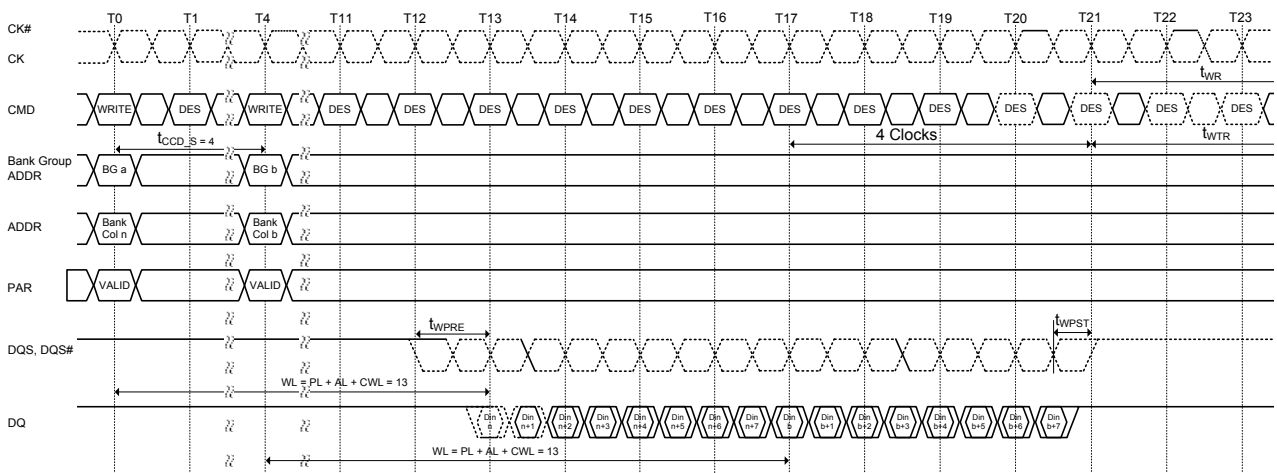 T0 T1 T4 T11 T12 T13 T14 T15 T16 T17 T18 T19 T20 T21 T22 T23
CK#
CK
tWR
CMD WRITE DES WRITE DES DES DES DES DES DES DES DES DES DES DES DES DES
tCCD_S = 4
4 Clocks
tWTR
Bank Group
ADDR
BG a BG b
ADDR
Bank
Col n
Bank
Col b
PAR VALID VALID
tWPRE
tWPST
DQS, DQS#
WL = PL + AL + CWL = 13
DQ
Din
n
Din
n+1
Din
n+2
Din
n+3
Din
n+4
Din
n+5
Din
n+6
Din
n+7
Din
b
Din
b+1
Din
b+2
Din
b+3
Din
b+4
Din
b+5
Din
b+6
Din
b+7
WL = PL + AL + CWL = 13